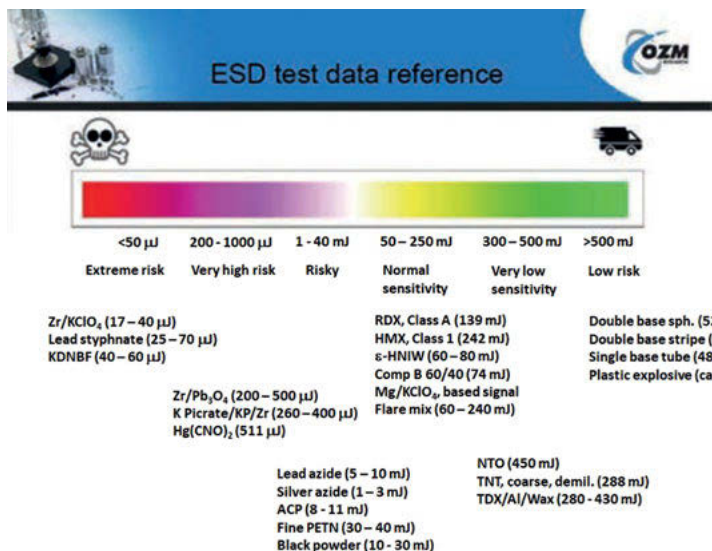 ESD test data reference
OZM
RESEARCH
<50 µJ 200 - 1000 µJ 1 - 40 mJ 50 – 250 mJ 300 – 500 mJ >500 mJ
Extreme risk Very high risk Risky Normal sensitivity Very low sensitivity Low risk
Zr/KClO₄ (17 – 40 µJ)
Lead styphnate (25 – 70 µJ)
KDNBF (40 – 60 µJ)
Zr/Pb₃O₄ (200 – 500 µJ)
K Picrate/KP/Zr (260 – 400 µJ)
Hg(CNO)₂ (511 µJ)
Lead azide (5 – 10 mJ)
Silver azide (1 – 3 mJ)
ACP (8 - 11 mJ)
Fine PETN (30 – 40 mJ)
Black powder (10 - 30 mJ)
RDX, Class A (139 mJ)
HMX, Class 1 (242 mJ)
ε-HNIW (60 – 80 mJ)
Comp B 60/40 (74 mJ)
Mg/KClO₄, based signal
Flare mix (60 – 240 mJ)
NTO (450 mJ)
TNT, coarse, demil. (288 mJ)
TDX/Al/Wax (280 - 430 mJ)
Double base sph.
Double base stripe
Single base tube
Plastic explosive